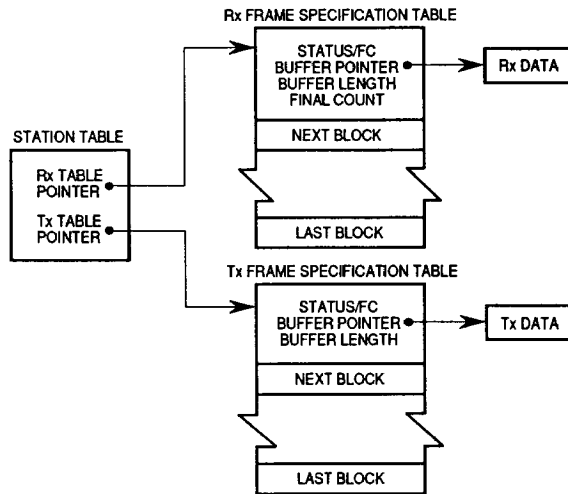 Rx FRAME SPECIFICATION TABLE
STATUS/FC
BUFFER POINTER
BUFFER LENGTH
FINAL COUNT
Rx DATA
NEXT BLOCK
LAST BLOCK
STATION TABLE
Rx TABLE
POINTER
Tx TABLE
POINTER
Tx FRAME SPECIFICATION TABLE
STATUS/FC
BUFFER POINTER
BUFFER LENGTH
Tx DATA
NEXT BLOCK
LAST BLOCK